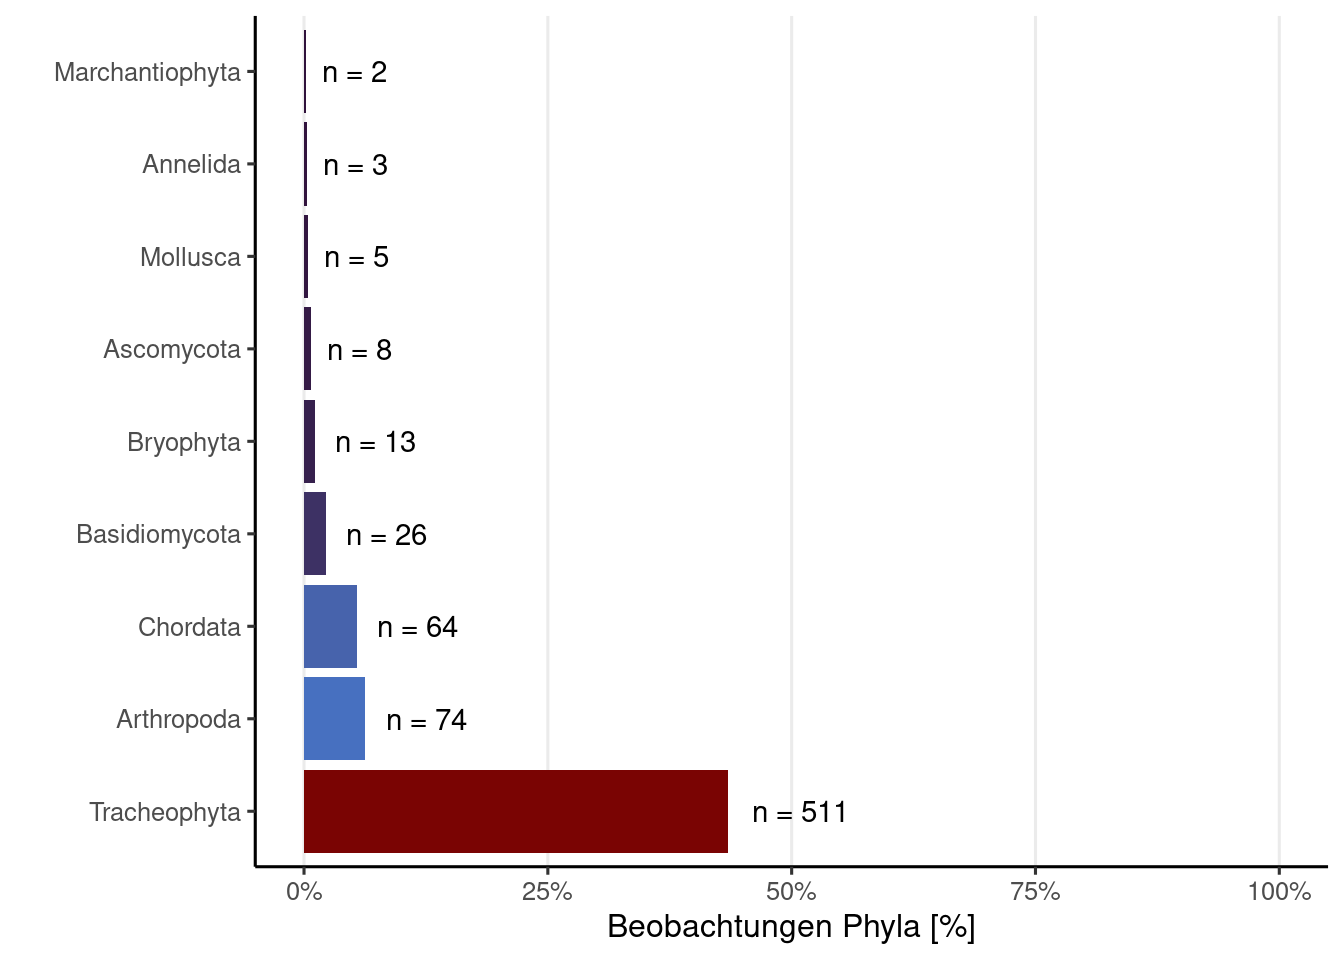 Marchantiophyta n = 2
Annelida n = 3
Mollusca n = 5
Ascomycota n = 8
Bryophyta n = 13
Basidiomycota n = 26
Chordata n = 64
Arthropoda n = 74
Tracheophyta n = 511
0% 25% 50% 75% 100%
Beobachtungen Phyla [%]